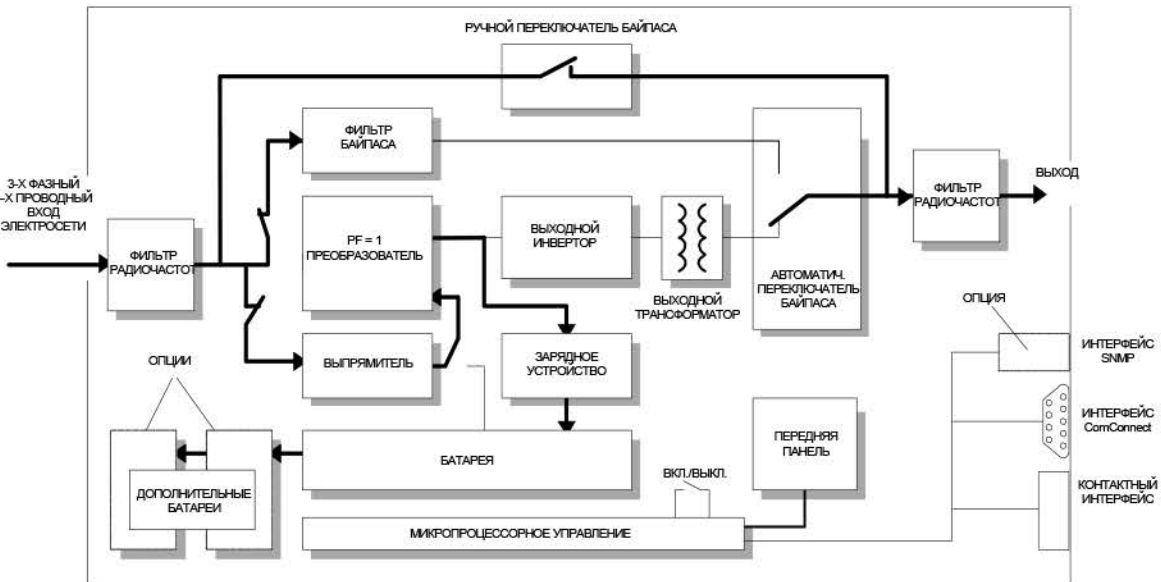 РУЧНОЙ ПЕРЕКЛЮЧАТЕЛЬ БАЙПАСА
ФИЛЬТР
БАЙПАСА
3-Х ФАЗНЫЙ
-Х ПРОВОДНЫЙ
ВХОД
ЭЛЕКТРОСЕТИ
ФИЛЬТР
РАДИОЧАСТОТ
PF = 1
ПРЕОБРАЗОВАТЕЛЬ
ВЫХОДНОЙ
ИНВЕРТОР
ВЫХОДНОЙ
ТРАНСФОРМАТОР
АВТОМАТИЧ.
ПЕРЕКЛЮЧАТЕЛЬ
БАЙПАСА
ФИЛЬТР
РАДИОЧАСТОТ
ВЫХОД
ОПЦИЯ
ИНТЕРФЕЙС
SNMP
ОПЦИИ
ВЫПРЯМИТЕЛЬ
ЗАРЯДНОЕ
УСТРОЙСТВО
ИНТЕРФЕЙС
ComConnect
БАТАРЕЯ
ПЕРЕДНЯЯ
ПАНЕЛЬ
ВКЛ./ВЫКЛ.
КОНТАКТНЫЙ
ИНТЕРФЕЙС
ДОПОЛНИТЕЛЬНЫЕ
БАТАРЕИ
МИКРОПРОЦЕССОРНОЕ УПРАВЛЕНИЕ